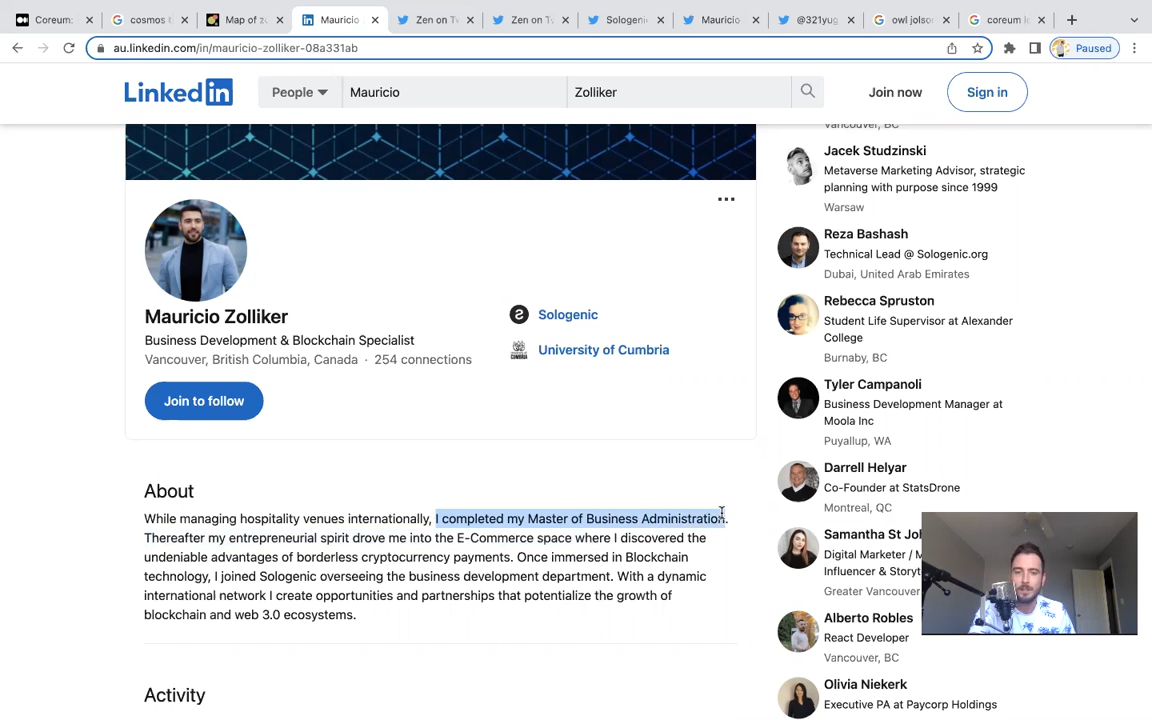 Coreum:
cosmos
Map of z
Mauricio
Zen on Tw
Zen on Tw
Sologenic
Mauricio
@321yug
owl jolson
coreum
au.linkedin.com/in/mauricio-zolliker-08a331ab
Paused
LinkedIn
People
Mauricio
Zolliker
Join now
Sign in
Mauricio Zolliker
Business Development & Blockchain Specialist
Vancouver, British Columbia, Canada · 254 connections
Join to follow
Sologenic
University of Cumbria
About
While managing hospitality venues internationally, I completed my Master of Business Administration.
Thereafter my entrepreneurial spirit drove me into the E-Commerce space where I discovered the
undeniable advantages of borderless cryptocurrency payments. Once immersed in Blockchain
technology, I joined Sologenic overseeing the business development department. With a dynamic
international network I create opportunities and partnerships that potentialize the growth of
blockchain and web 3.0 ecosystems.
Activity
Vancouver, BC
Jacek Studzinski
Metaverse Marketing Advisor, strategic
planning with purpose since 1999
Warsaw
Reza Bashash
Technical Lead @ Sologenic.org
Dubai, United Arab Emirates
Rebecca Spruston
Student Life Supervisor at Alexander
College
Burnaby, BC
Tyler Campanoli
Business Development Manager at
Moola Inc
Puyallup, WA
Darrell Helyar
Co-Founder at StatsDrone
Montreal, QC
Samantha St Joh
Digital Marketer / M
Influencer & Storyt
Greater Vancouver
Alberto Robles
React Developer
Vancouver, BC
Olivia Niekerk
Executive PA at Paycorp Holdings